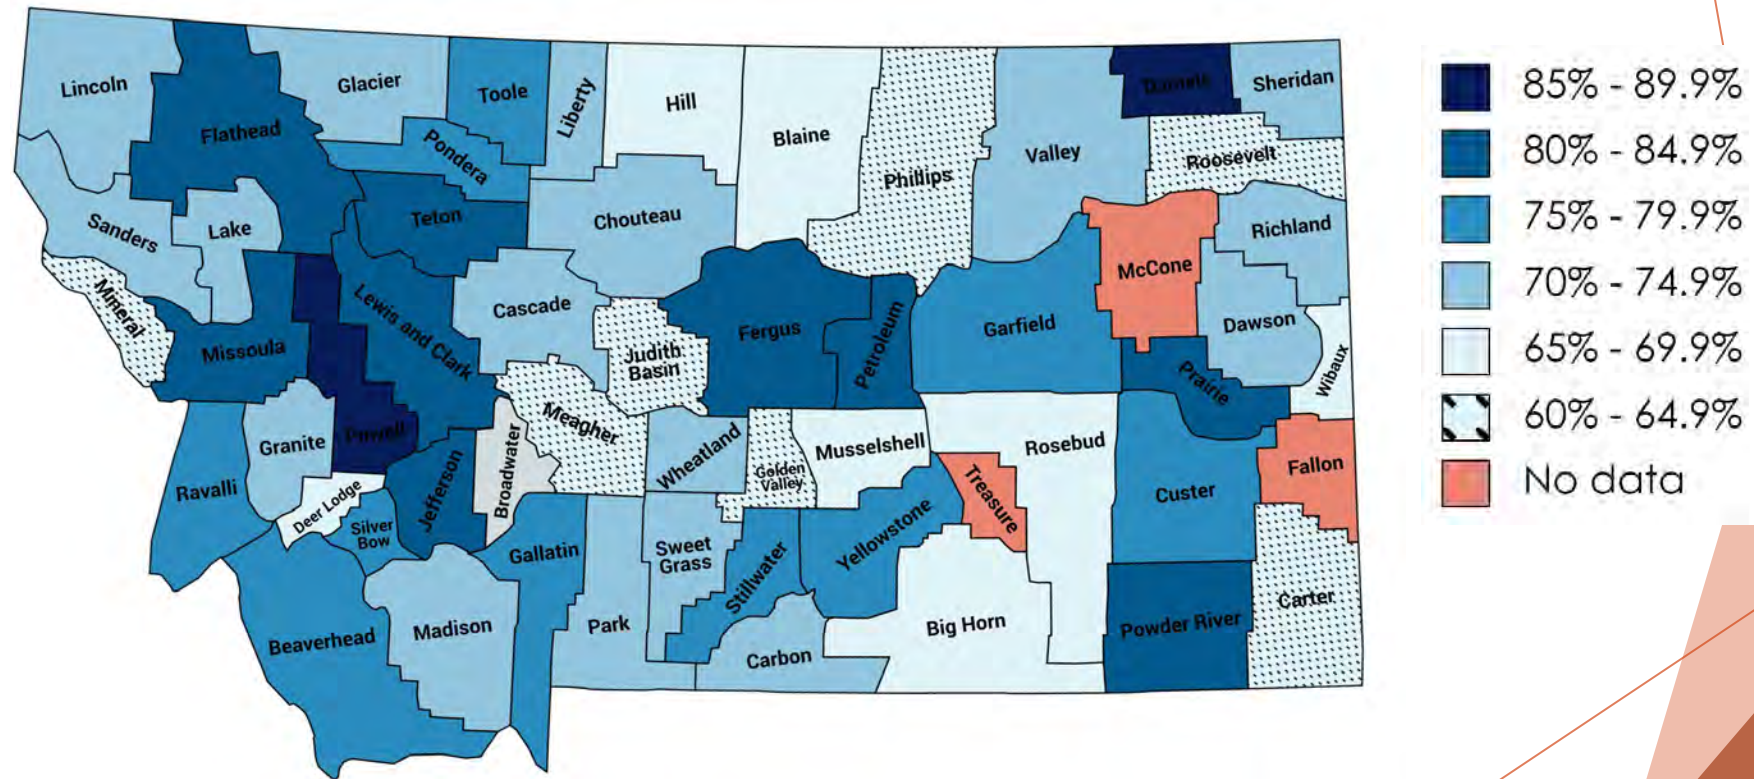 Lincoln
Flathead
Glacier
Toole
Liberty
Hill
Blaine
Phillips
Valley
Daniels
Sheridan
Roosevelt
Pondera
Teton
Chouteau
Sanders
Lake
McCone
Richland
Mineral
Missoula
Lewis and Clark
Cascade
Judith
Basin
Fergus
Petroleum
Garfield
Dawson
Prairie
Wibaux
Powell
Granite
Ravalli
Deer Lodge
Silver
Bow
Jefferson
Broadwater
Meagher
Wheatland
Golden
Valley
Musselshell
Rosebud
Treasure
Custer
Fallon
Beaverhead
Madison
Gallatin
Park
Sweet
Grass
Stillwater
Yellowstone
Carbon
Big Horn
Powder River
Carter
85% - 89.9%
80% - 84.9%
75% - 79.9%
70% - 74.9%
65% - 69.9%
60% - 64.9%
No data